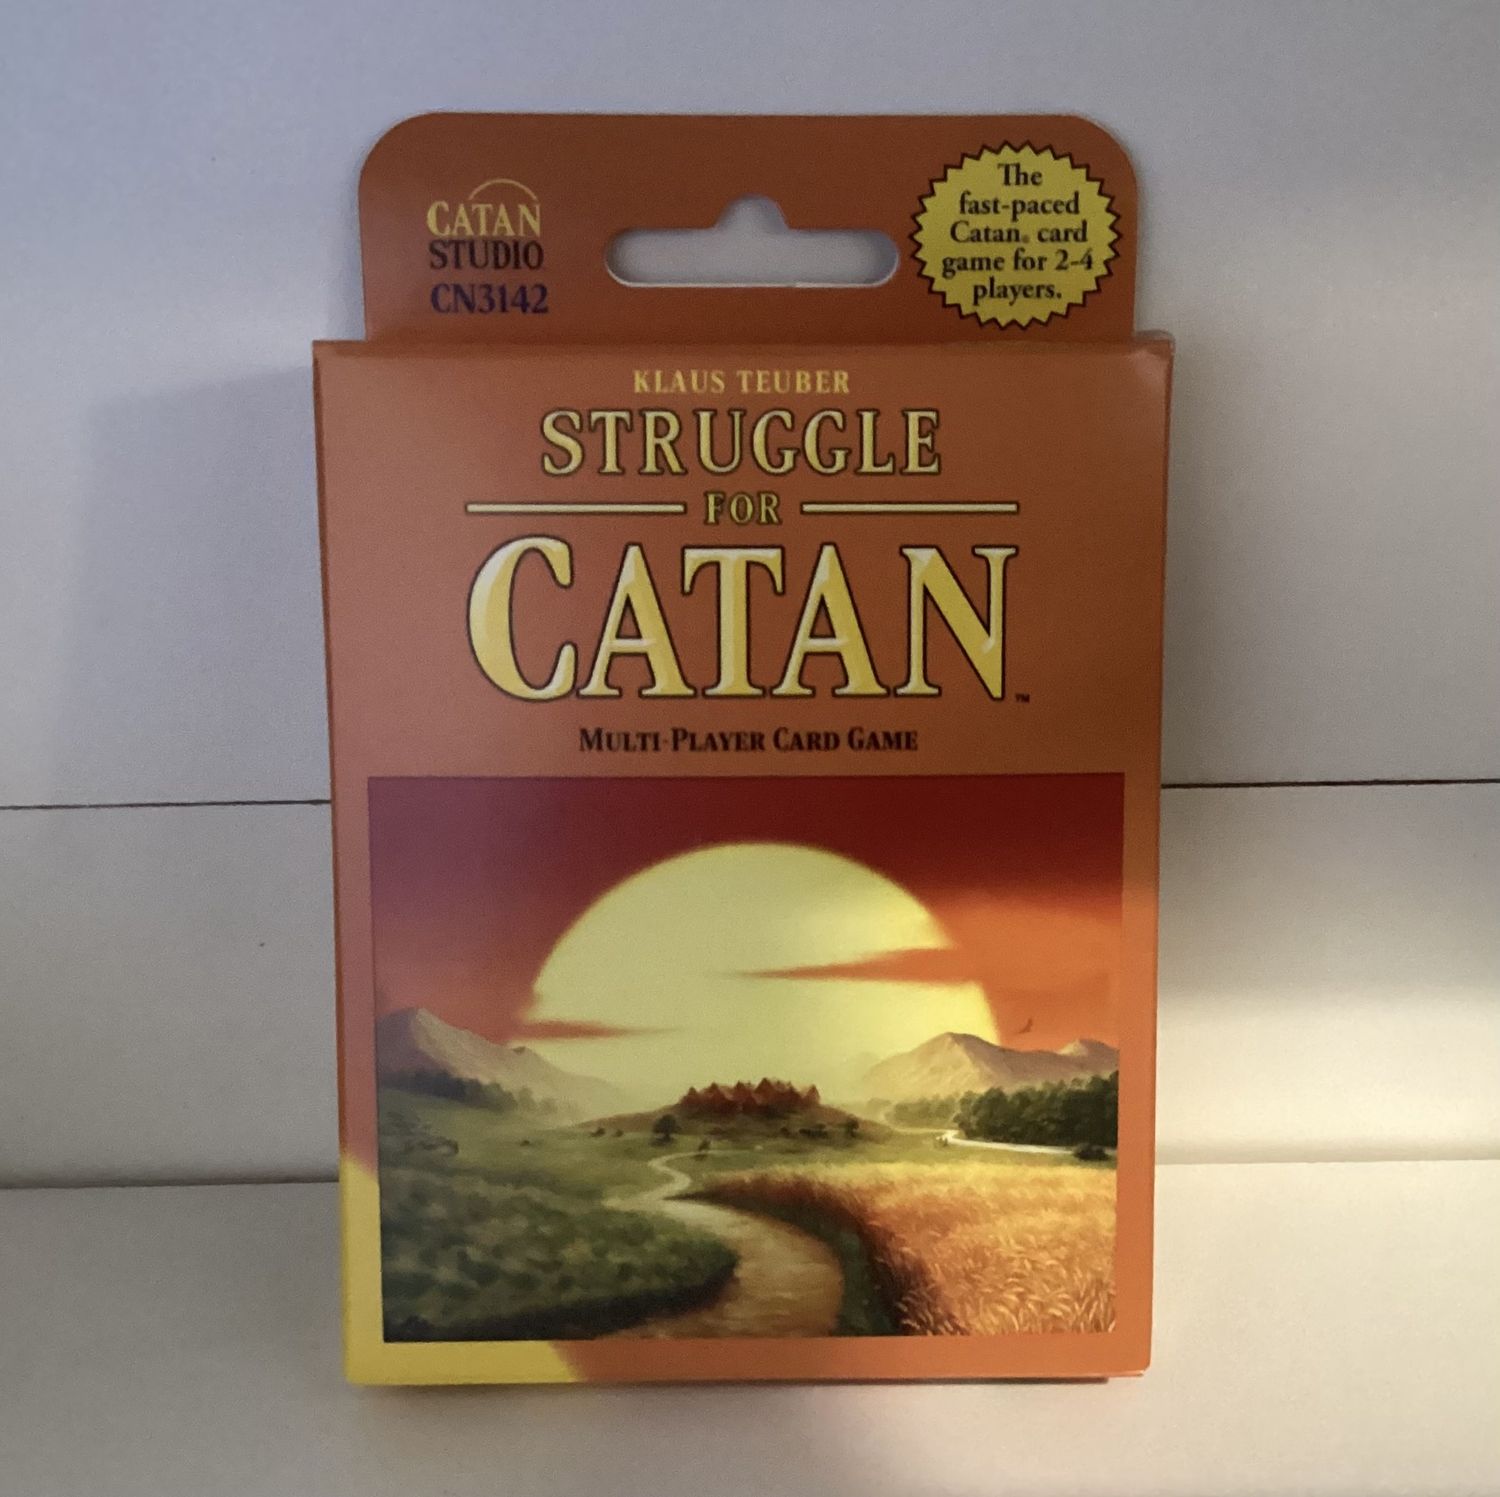 CATAN
STUDIO
CN3142
The
fast-paced
Catan® card
game for 2-4
players.
KLAUS TEUBER
STRUGGLE
FOR
CATAN™
MULTI-PLAYER CARD GAME